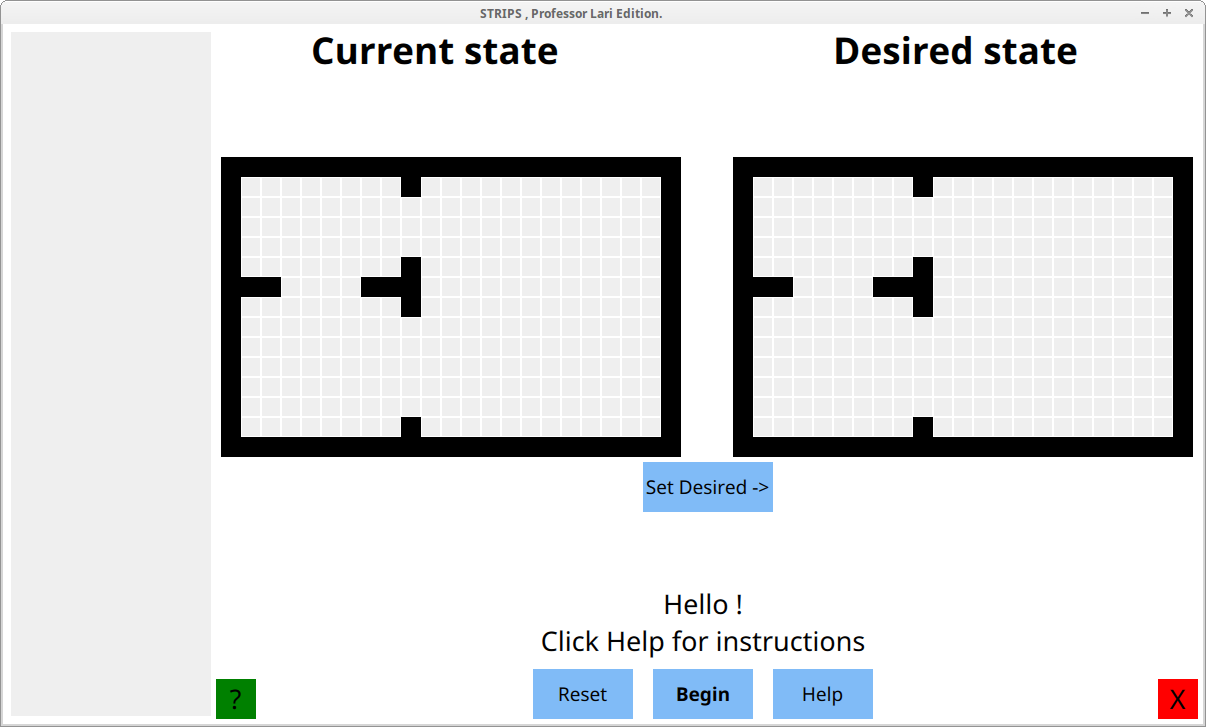 STRIPS , Professor Lari Edition.
Current state
Desired state
Set Desired ->
Hello !
Click Help for instructions
Reset
Begin
Help
?
X